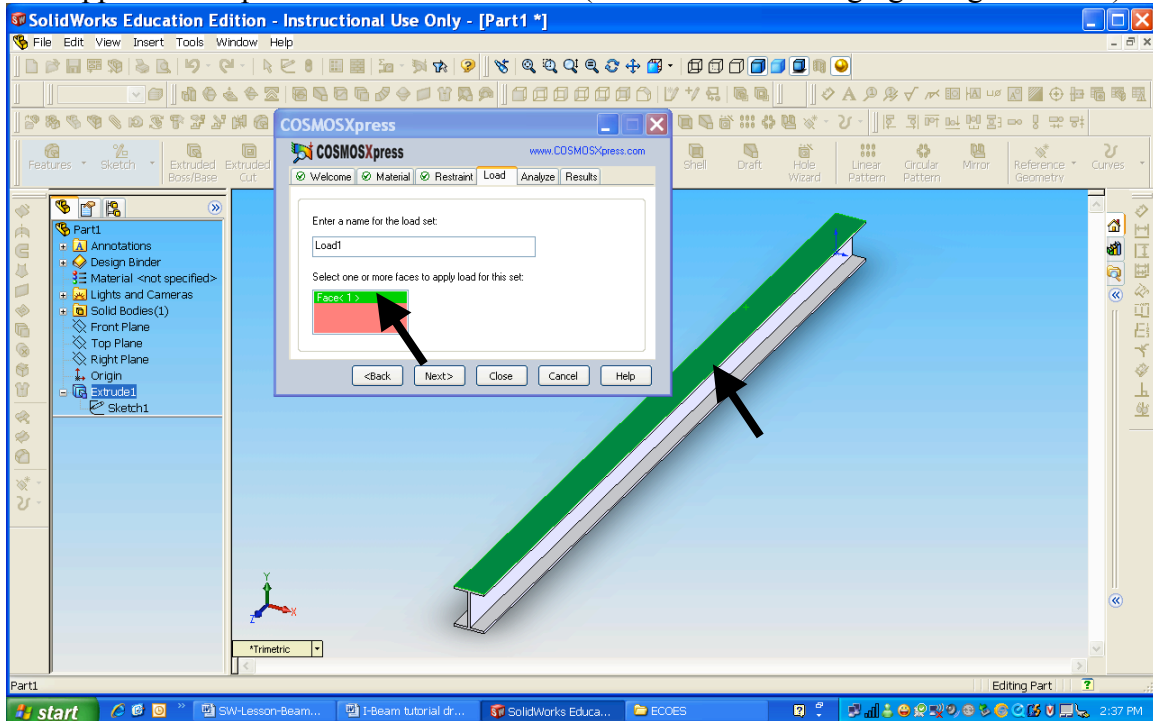 SolidWorks Education Edition - Instructional Use Only - [Part1 *]
File Edit View Insert Tools Window Help
COSMOSXpress
Features Sketch Extruded Boss/Base Extruded Cut Shell Draft Hole Wizard Linear Pattern Circular Pattern Mirror Reference Geometry Curves
COSMOSXpress www.COSMOSXpress.com
Welcome Material Restraint Load Analyze Results
Enter a name for the load set:
Load1
Select one or more faces to apply load for this set:
Face< 1 >
<Back Next> Close Cancel Help
Part1
Annotations
Design Binder
Material <not specified>
Lights and Cameras
Solid Bodies(1)
Front Plane
Top Plane
Right Plane
Origin
Extrude1
Sketch1
Y
Z X
*Trimetric
Part1 Editing Part
start SW-Lesson-Beam... I-Beam tutorial dr... SolidWorks Educa... ECOES 2:37 PM